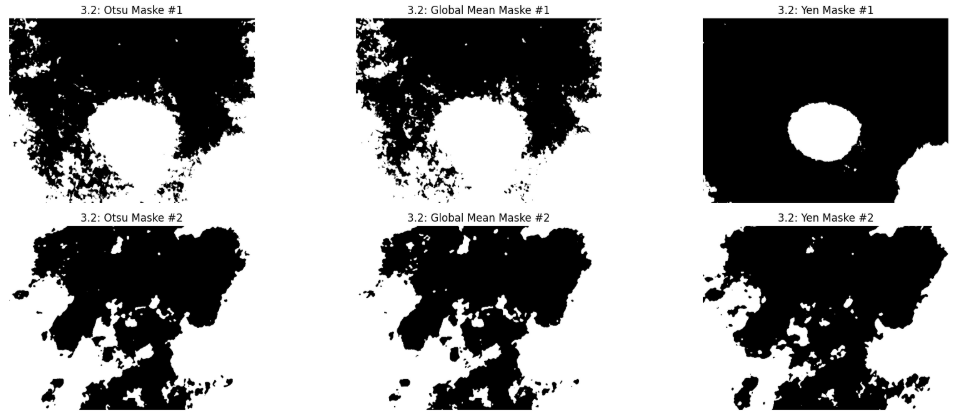 3.2: Otsu Maske #1
3.2: Global Mean Maske #1
3.2: Yen Maske #1
3.2: Otsu Maske #2
3.2: Global Mean Maske #2
3.2: Yen Maske #2